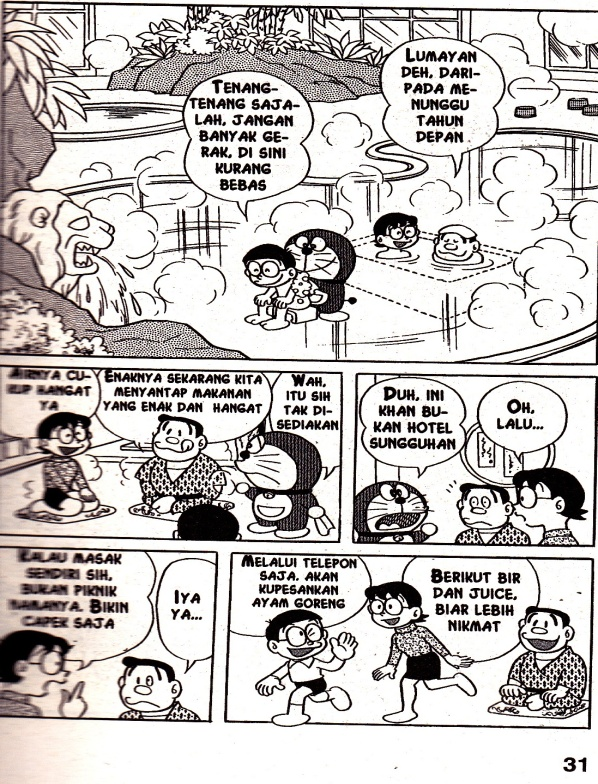 TENANG-
TENANG SAJA-
LAH, JANGAN
BANYAK GE-
RAK, DI SINI
KURANG
BEBAS
LUMAYAN
DEH, DARI-
PADA ME-
NUNGGU
TAHUN
DEPAN
AIRNYA CU-
KUP HANGAT
YA
ENAKNYA SEKARANG KITA
MENYANTAP MAKANAN
YANG ENAK DAN HANGAT
WAH,
ITU SIH
TAK DI-
SEDIAKAN
DUH, INI
KHAN BU-
KAN HOTEL
SUNGGUHAN
OH,
LALU...
KALAU MASAK
SENDIRI SIH,
BUKAN PIKNIK
NAMANYA. BIKIN
CAPEK SAJA
IYA
YA...
MELALUI TELEPON
SAJA. AKAN
KUPESANKAN
AYAM GORENG
BERIKUT BIR
DAN JUICE,
BIAR LEBIH
NIKMAT
31